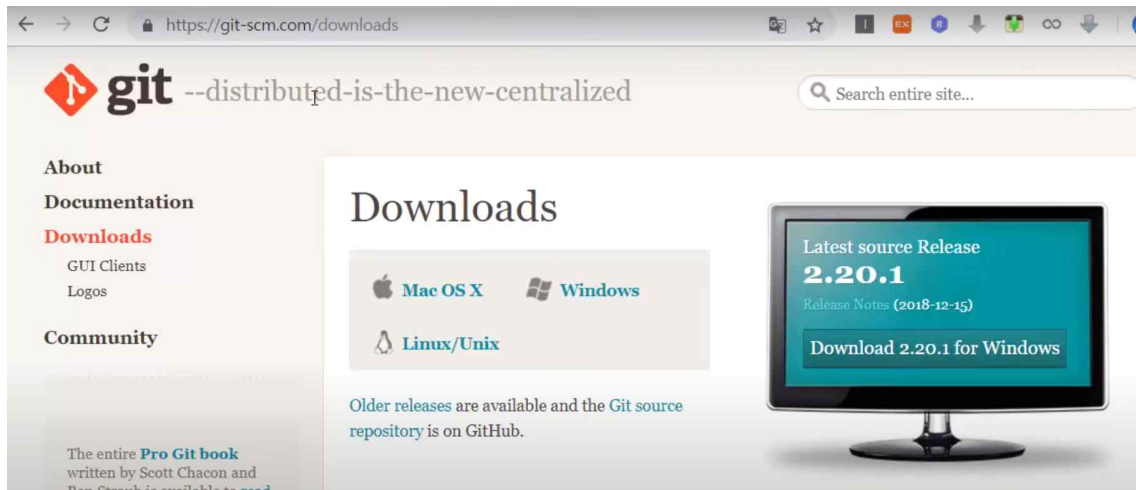 https://git-scm.com/downloads
git --distributed-is-the-new-centralized
Search entire site...
About
Documentation
Downloads
GUI Clients
Logos
Community
The entire Pro Git book
written by Scott Chacon and
Downloads
Mac OS X
Windows
Linux/Unix
Older releases are available and the Git source
repository is on GitHub.
Latest source Release
2.20.1
Release Notes (2018-12-15)
Download 2.20.1 for Windows